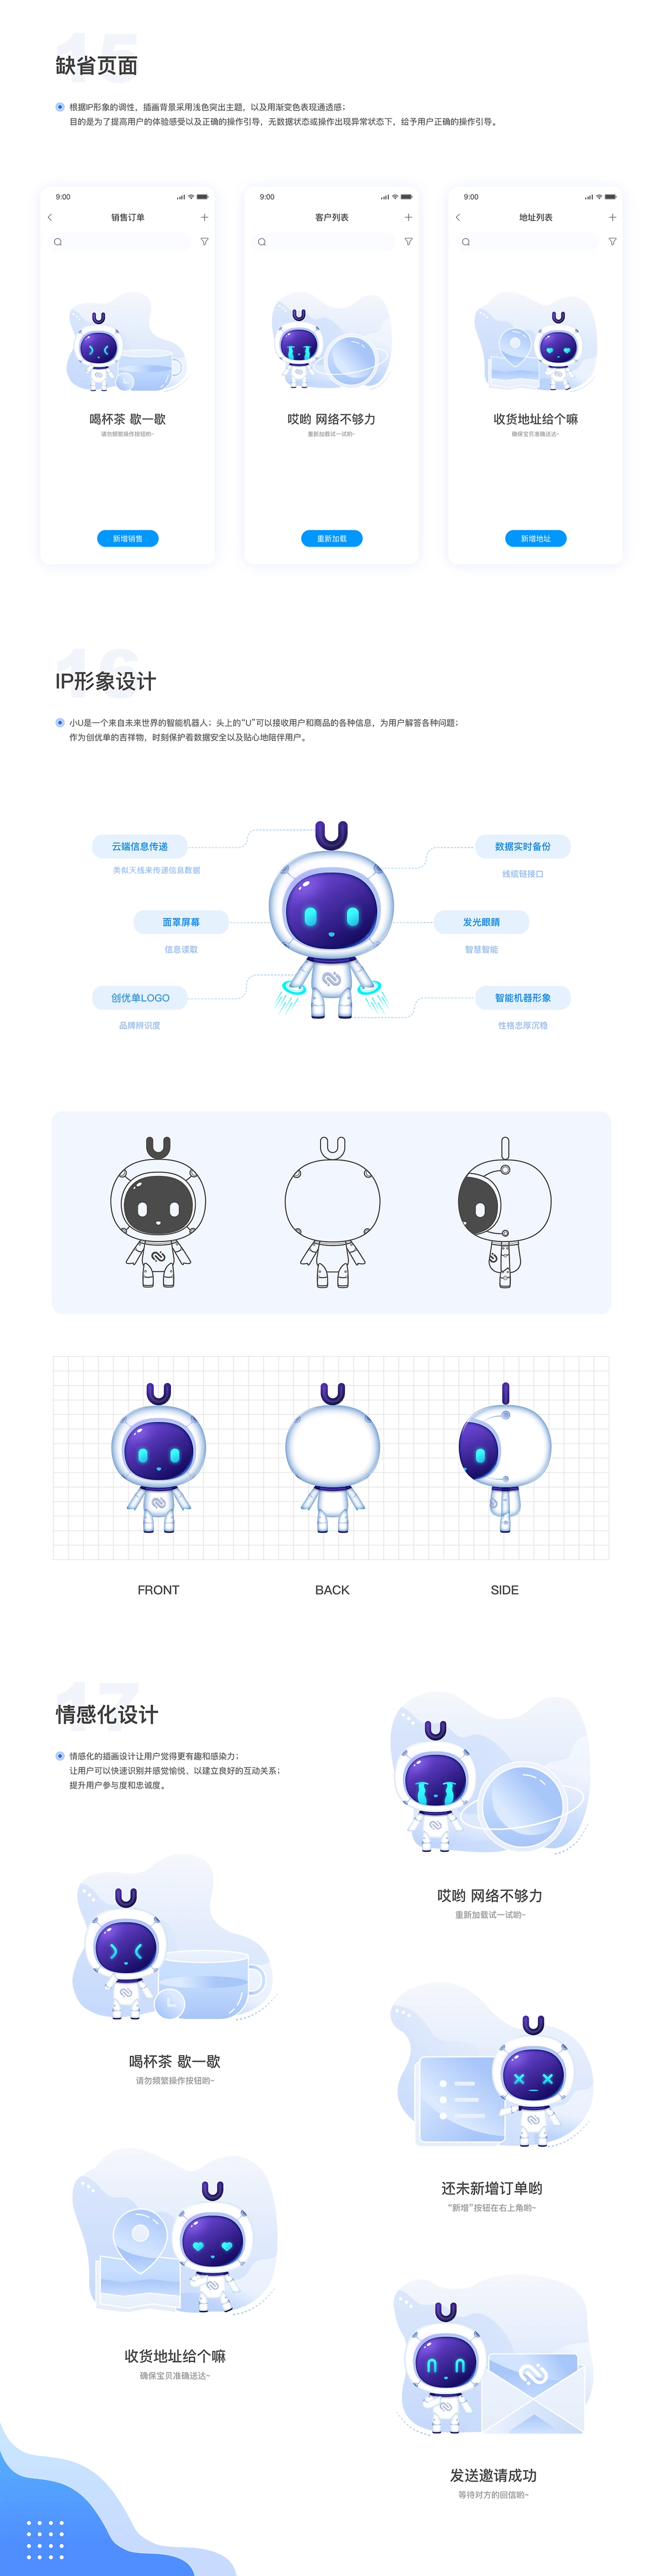 15
缺省页面
根据IP形象的调性，插画背景采用浅色突出主题，以及用渐变色表现通透感；
目的是为了提高用户的体验感受以及正确的操作引导，无数据状态或操作出现异常状态下，给予用户正确的操作引导。
9:00
销售订单
喝杯茶 歇一歇
请勿频繁操作按钮哟~
新增销售
9:00
客户列表
哎哟 网络不够力
重新加载试一试哟~
重新加载
9:00
地址列表
收货地址给个嘛
确保宝贝准确送达~
新增地址
16
IP形象设计
小U是一个来自未来世界的智能机器人；头上的“U”可以接收用户和商品的各种信息，为用户解答各种问题；
作为创优单的吉祥物，时刻保护着数据安全以及贴心地陪伴用户。
云端信息传递
类似天线来传递信息数据
数据实时备份
线缆链接口
面罩屏幕
信息读取
发光眼睛
智慧智能
创优单LOGO
品牌辨识度
智能机器形象
性格忠厚沉稳
FRONT
BACK
SIDE
17
情感化设计
情感化的插画设计让用户觉得更有趣和感染力；
让用户可以快速识别并感觉愉悦、以建立良好的互动关系；
提升用户参与度和忠诚度。
哎哟 网络不够力
重新加载试一试哟~
喝杯茶 歇一歇
请勿频繁操作按钮哟~
还未新增订单哟
“新增”按钮在右上角哟~
收货地址给个嘛
确保宝贝准确送达~
发送邀请成功
等待对方的回信哟~